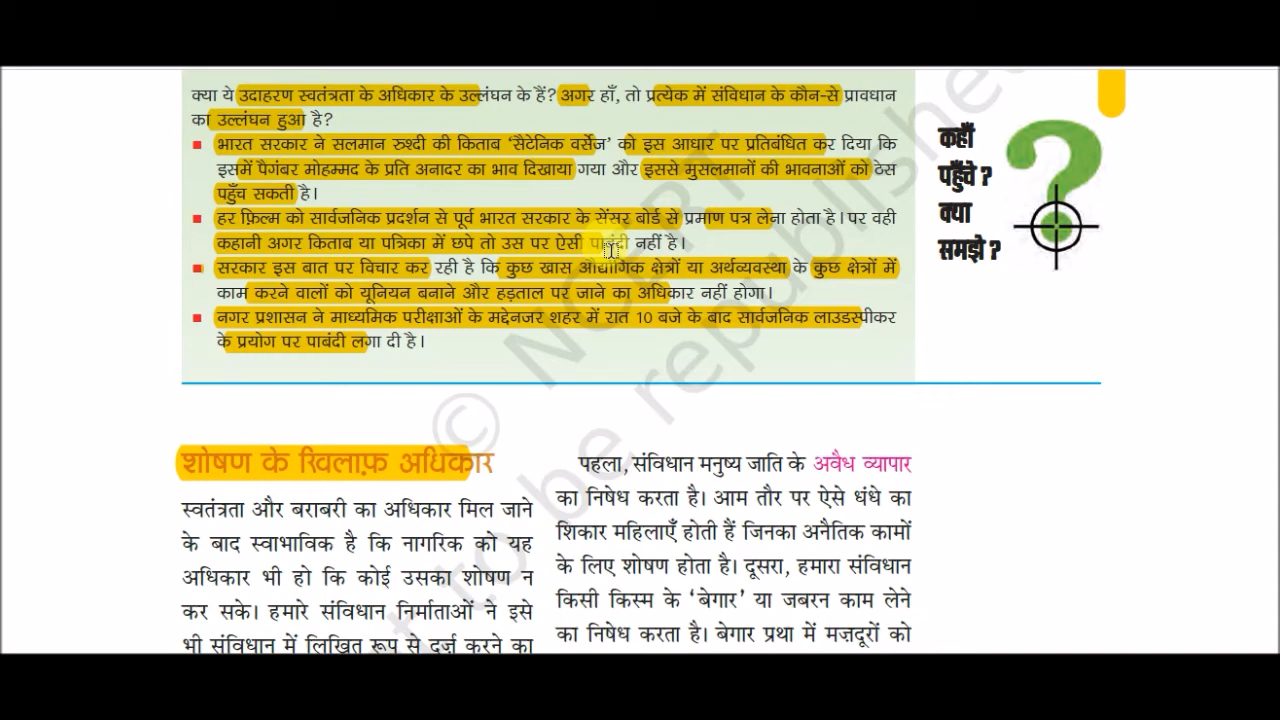 क्या ये उदाहरण स्वतंत्रता के अधिकार के उल्लंघन के हैं? अगर हाँ, तो प्रत्येक में संविधान के कौन-से प्रावधान
का उल्लंघन हुआ है?
■ भारत सरकार ने सलमान रुश्दी की किताब ‘सैटेनिक वर्सेज’ को इस आधार पर प्रतिबंधित कर दिया कि
इसमें पैगंबर मोहम्मद के प्रति अनादर का भाव दिखाया गया और इससे मुसलमानों की भावनाओं को ठेस
पहुँच सकती है।
■ हर फ़िल्म को सार्वजनिक प्रदर्शन से पूर्व भारत सरकार के सेंसर बोर्ड से प्रमाण पत्र लेना होता है। पर वही
कहानी अगर किताब या पत्रिका में छपे तो उस पर ऐसी पाबंदी नहीं है।
■ सरकार इस बात पर विचार कर रही है कि कुछ खास औद्योगिक क्षेत्रों या अर्थव्यवस्था के कुछ क्षेत्रों में
काम करने वालों को यूनियन बनाने और हड़ताल पर जाने का अधिकार नहीं होगा।
■ नगर प्रशासन ने माध्यमिक परीक्षाओं के मद्देनजर शहर में रात 10 बजे के बाद सार्वजनिक लाउडस्पीकर
के प्रयोग पर पाबंदी लगा दी है।
कहाँ
पहुँचे ?
क्या
समझे ?
शोषण के खिलाफ़ अधिकार
स्वतंत्रता और बराबरी का अधिकार मिल जाने
के बाद स्वाभाविक है कि नागरिक को यह
अधिकार भी हो कि कोई उसका शोषण न
कर सके। हमारे संविधान निर्माताओं ने इसे
भी संविधान में लिखित रूप से दर्ज करने का
पहला, संविधान मनुष्य जाति के अवैध व्यापार
का निषेध करता है। आम तौर पर ऐसे धंधे का
शिकार महिलाएँ होती हैं जिनका अनैतिक कामों
के लिए शोषण होता है। दूसरा, हमारा संविधान
किसी किस्म के ‘बेगार’ या जबरन काम लेने
का निषेध करता है। बेगार प्रथा में मज़दूरों को
© NCERT
not to be republished